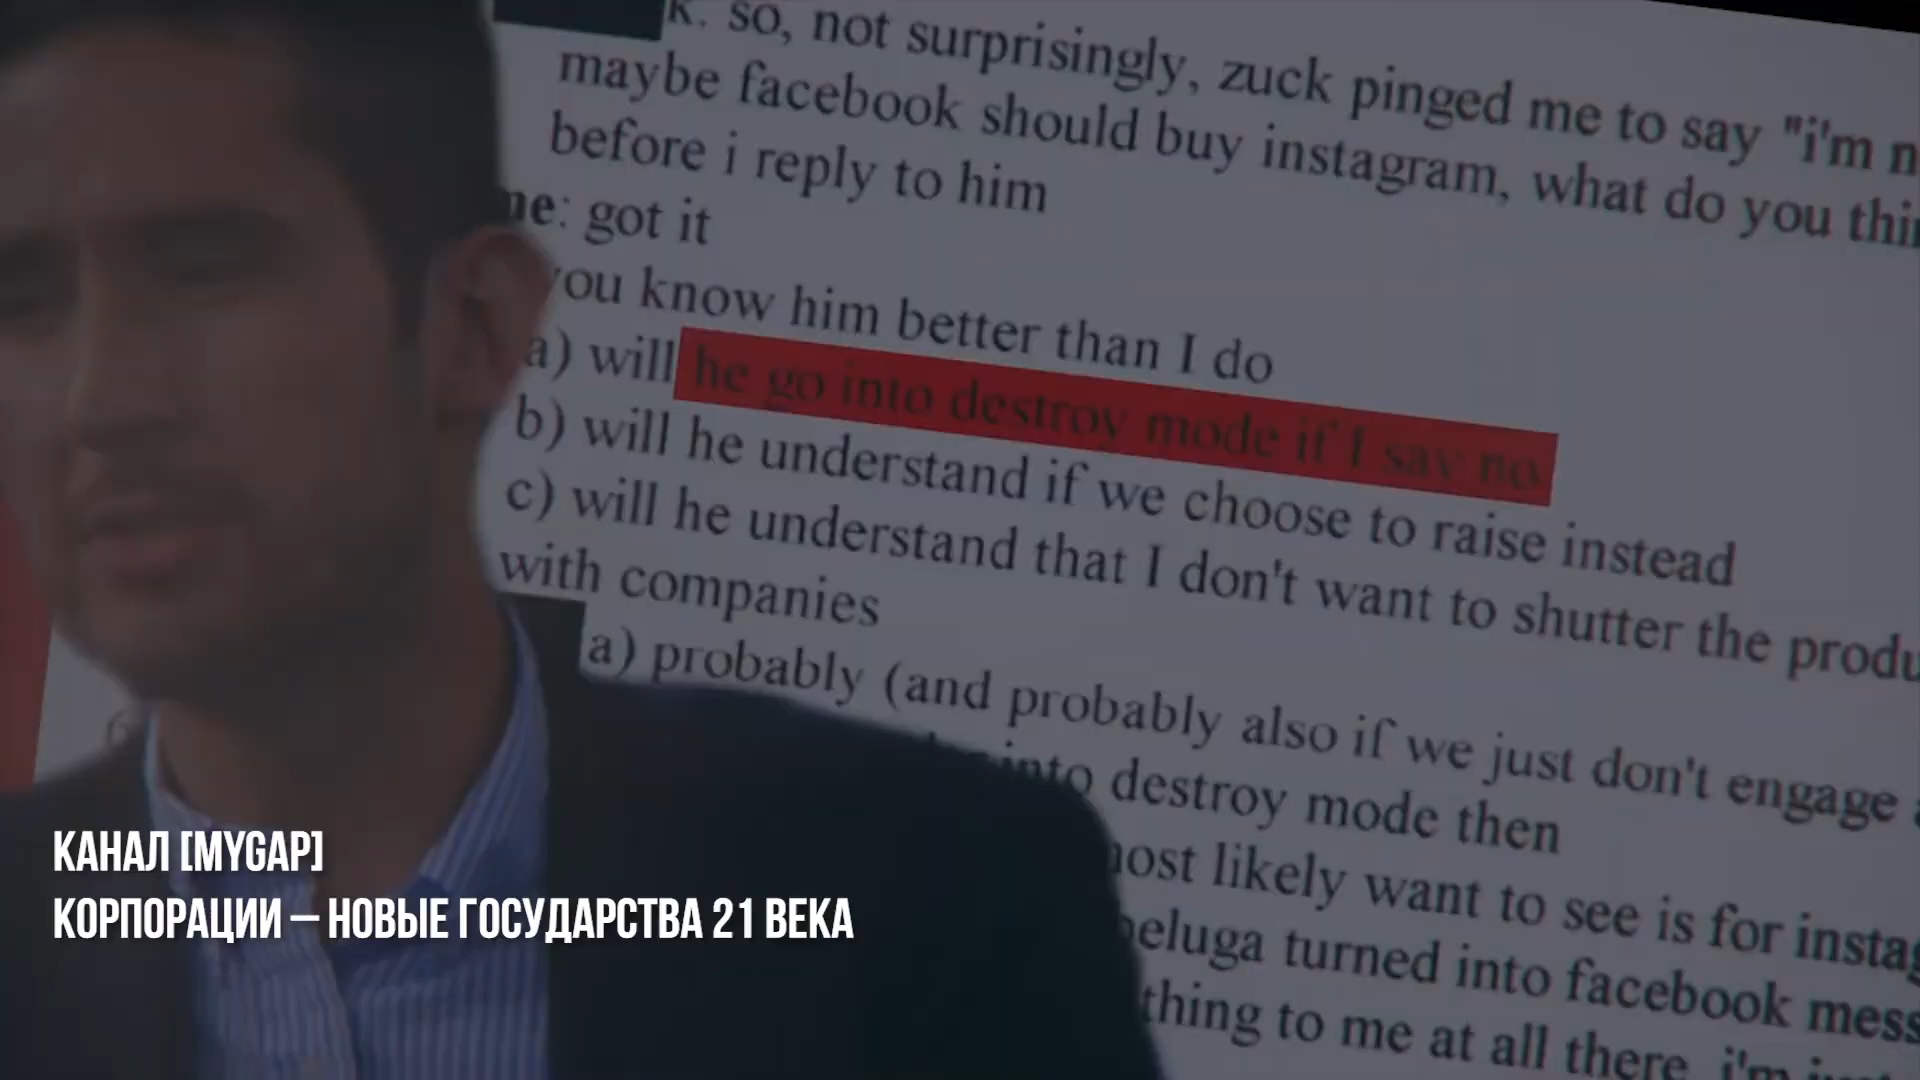 k. so, not surprisingly, zuck pinged me to say "i'm n
maybe facebook should buy instagram, what do you thin
before i reply to him
me: got it
you know him better than I do
a) will he go into destroy mode if I say no
b) will he understand if we choose to raise instead
c) will he understand that I don't want to shutter the produ
with companies
a) probably (and probably also if we just don't engage
into destroy mode then
most likely want to see is for instag
beluga turned into facebook mess
thing to me at all there. i'm just
КАНАЛ [MYGAP]
КОРПОРАЦИИ – НОВЫЕ ГОСУДАРСТВА 21 ВЕКА